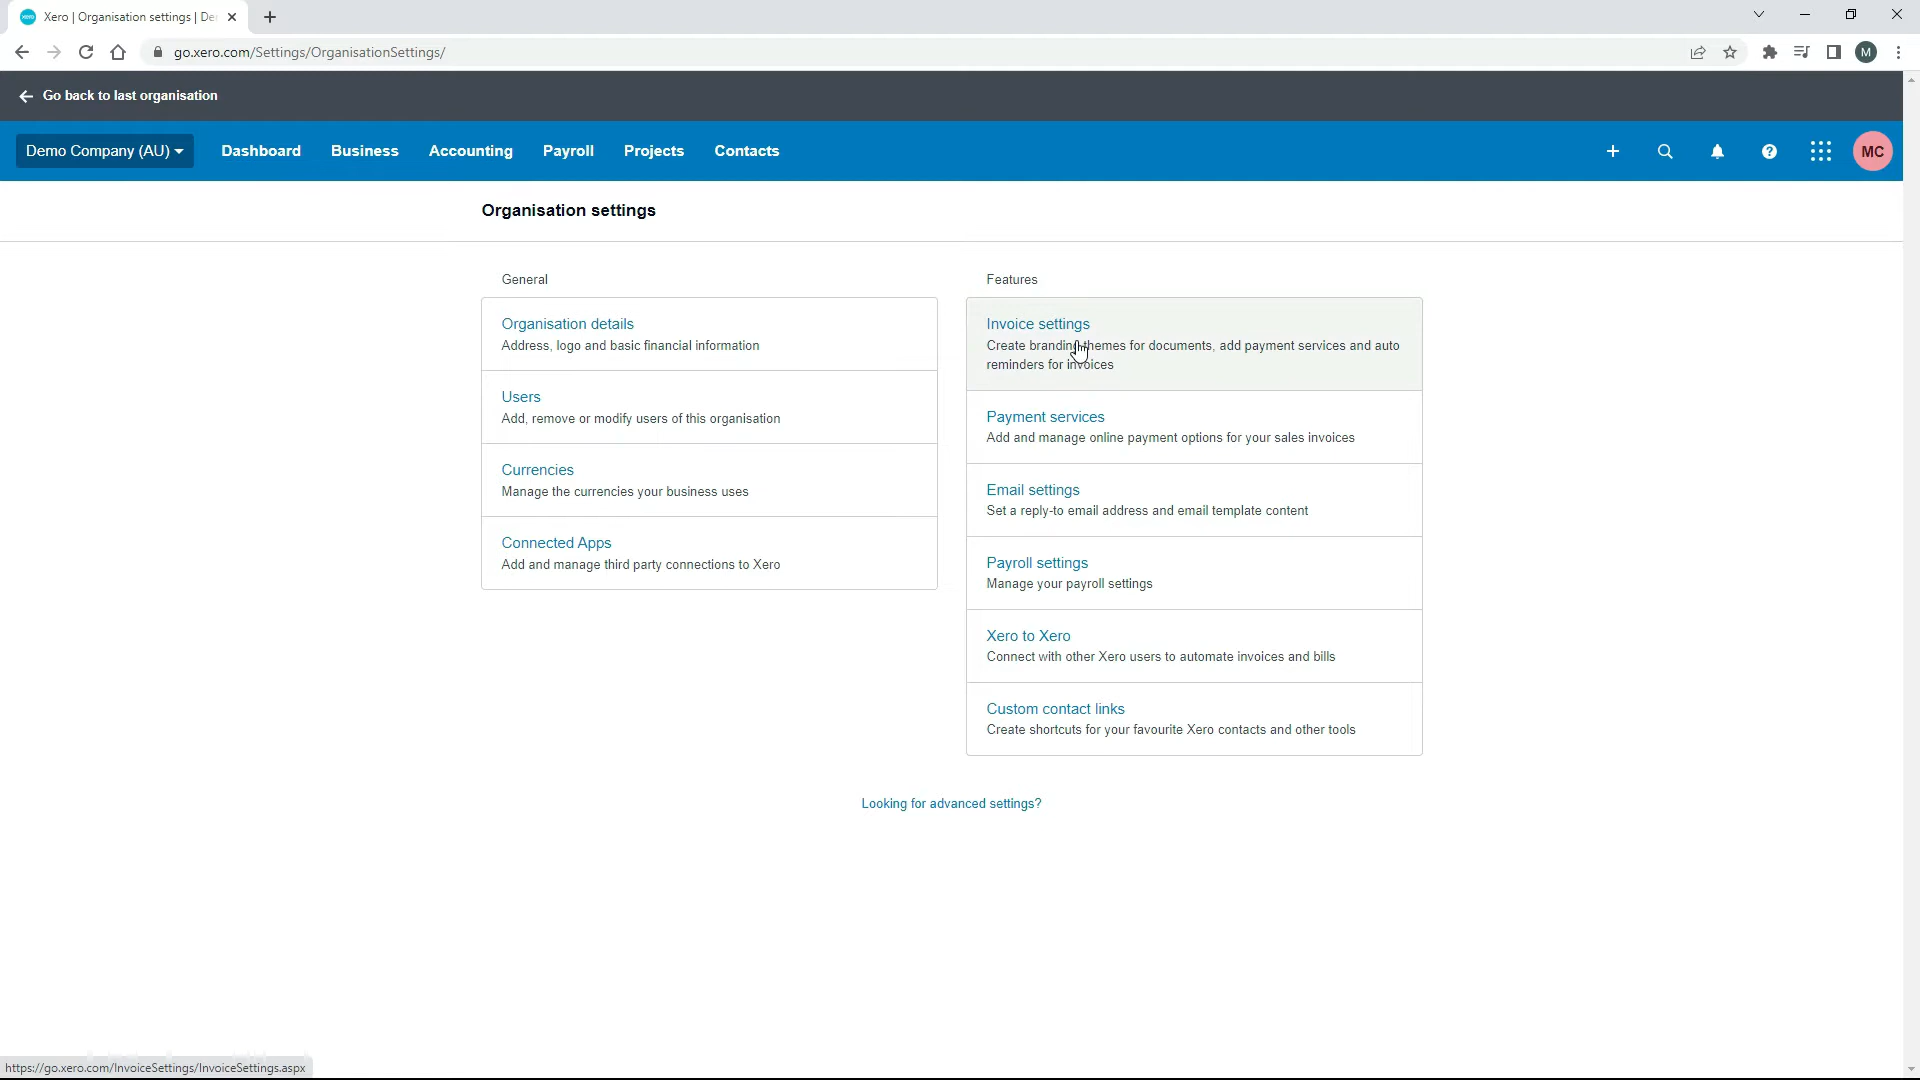 Xero | Organisation settings | De
go.xero.com/Settings/OrganisationSettings/
M
Go back to last organisation
Demo Company (AU) Dashboard Business Accounting Payroll Projects Contacts
MC
Organisation settings
General
Organisation details
Address, logo and basic financial information
Users
Add, remove or modify users of this organisation
Currencies
Manage the currencies your business uses
Connected Apps
Add and manage third party connections to Xero
Features
Invoice settings
Create branding themes for documents, add payment services and auto
reminders for invoices
Payment services
Add and manage online payment options for your sales invoices
Email settings
Set a reply-to email address and email template content
Payroll settings
Manage your payroll settings
Xero to Xero
Connect with other Xero users to automate invoices and bills
Custom contact links
Create shortcuts for your favourite Xero contacts and other tools
Looking for advanced settings?
https://go.xero.com/InvoiceSettings/InvoiceSettings.aspx